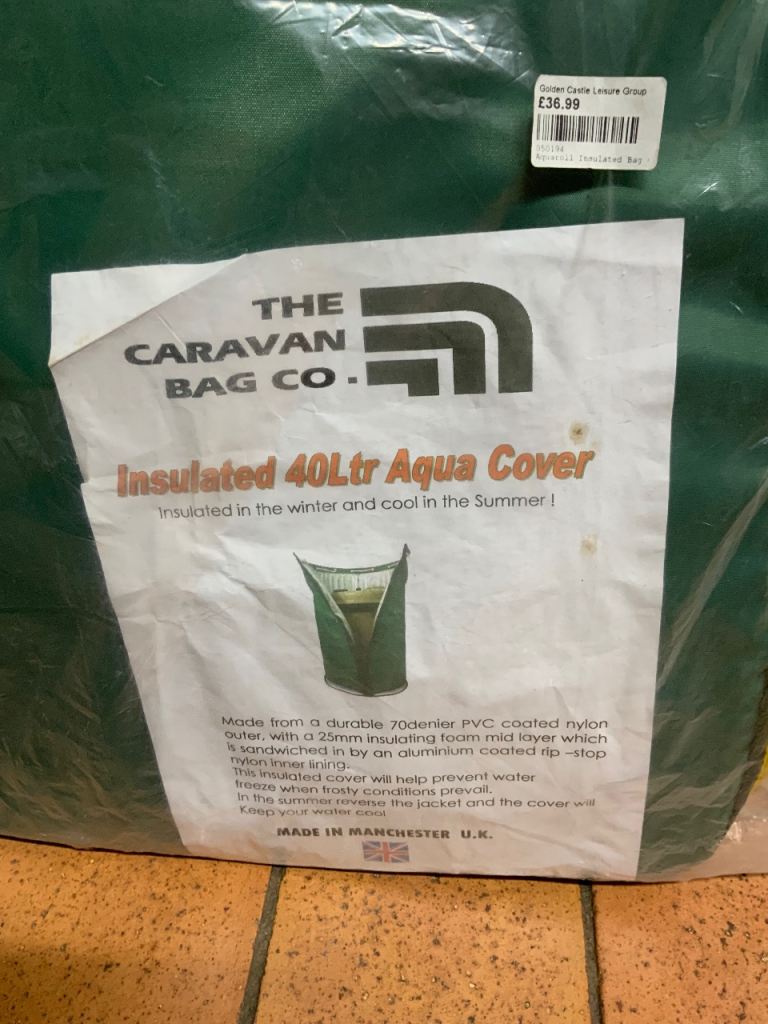 Golden Castle Leisure Group
£36.99
950194
Aquaroll Insulated Bag
THE
CARAVAN
BAG CO.
Insulated 40Ltr Aqua Cover
Insulated in the winter and cool in the Summer !
Made from a durable 70denier PVC coated nylon
outer, with a 25mm insulating foam mid layer which
is sandwiched in by an aluminium coated rip –stop
nylon inner lining.
This insulated cover will help prevent water
freeze when frosty conditions prevail.
In the summer reverse the jacket and the cover will
Keep your water cool
MADE IN MANCHESTER U.K.